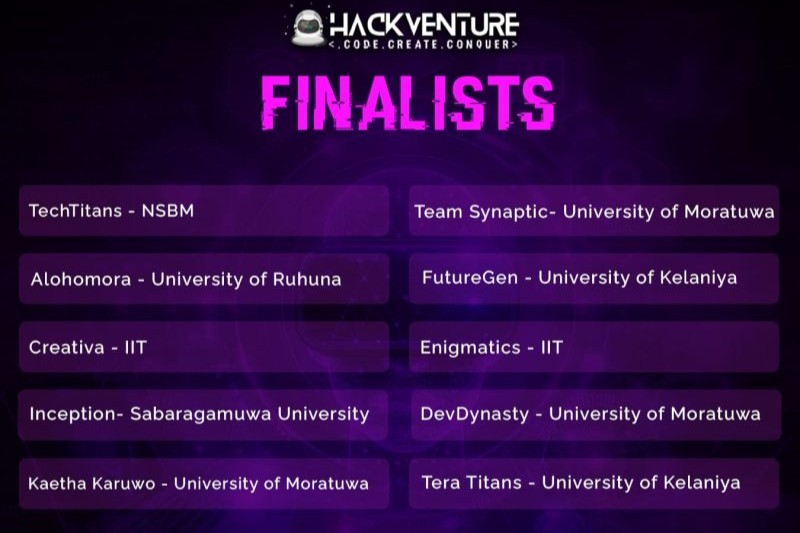 HACKVENTURE
<.CODE.CREATE.CONQUER>
FINALISTS
TechTitans - NSBM
Team Synaptic- University of Moratuwa
Alohomora - University of Ruhuna
FutureGen - University of Kelaniya
Creativa - IIT
Enigmatics - IIT
Inception- Sabaragamuwa University
DevDynasty - University of Moratuwa
Kaetha Karuwo - University of Moratuwa
Tera Titans - University of Kelaniya